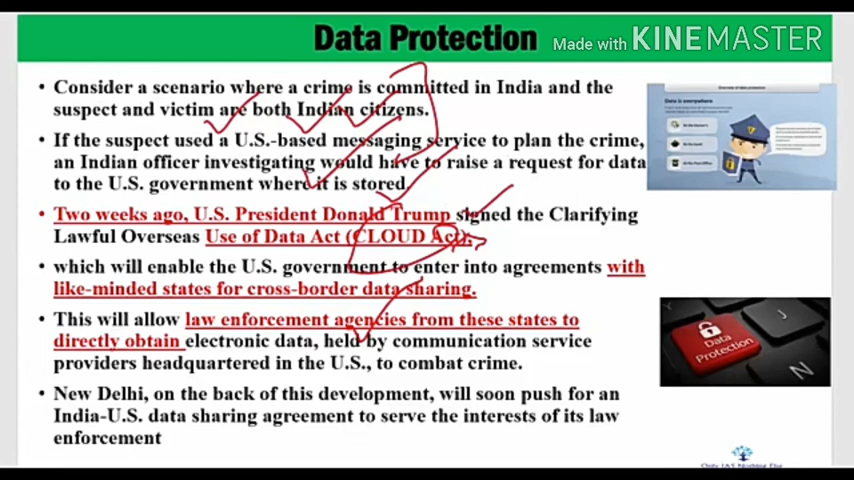 Data Protection
Made with KINEMASTER
• Consider a scenario where a crime is committed in India and the
suspect and victim are both Indian citizens.
• If the suspect used a U.S.-based messaging service to plan the crime,
an Indian officer investigating would have to raise a request for data
to the U.S. government where it is stored.
• Two weeks ago, U.S. President Donald Trump signed the Clarifying
Lawful Overseas Use of Data Act (CLOUD Act),
• which will enable the U.S. government to enter into agreements with
like-minded states for cross-border data sharing.
• This will allow law enforcement agencies from these states to
directly obtain electronic data, held by communication service
providers headquartered in the U.S., to combat crime.
• New Delhi, on the back of this development, will soon push for an
India-U.S. data sharing agreement to serve the interests of its law
enforcement
Data is everywhere
Data
Protection
J
N